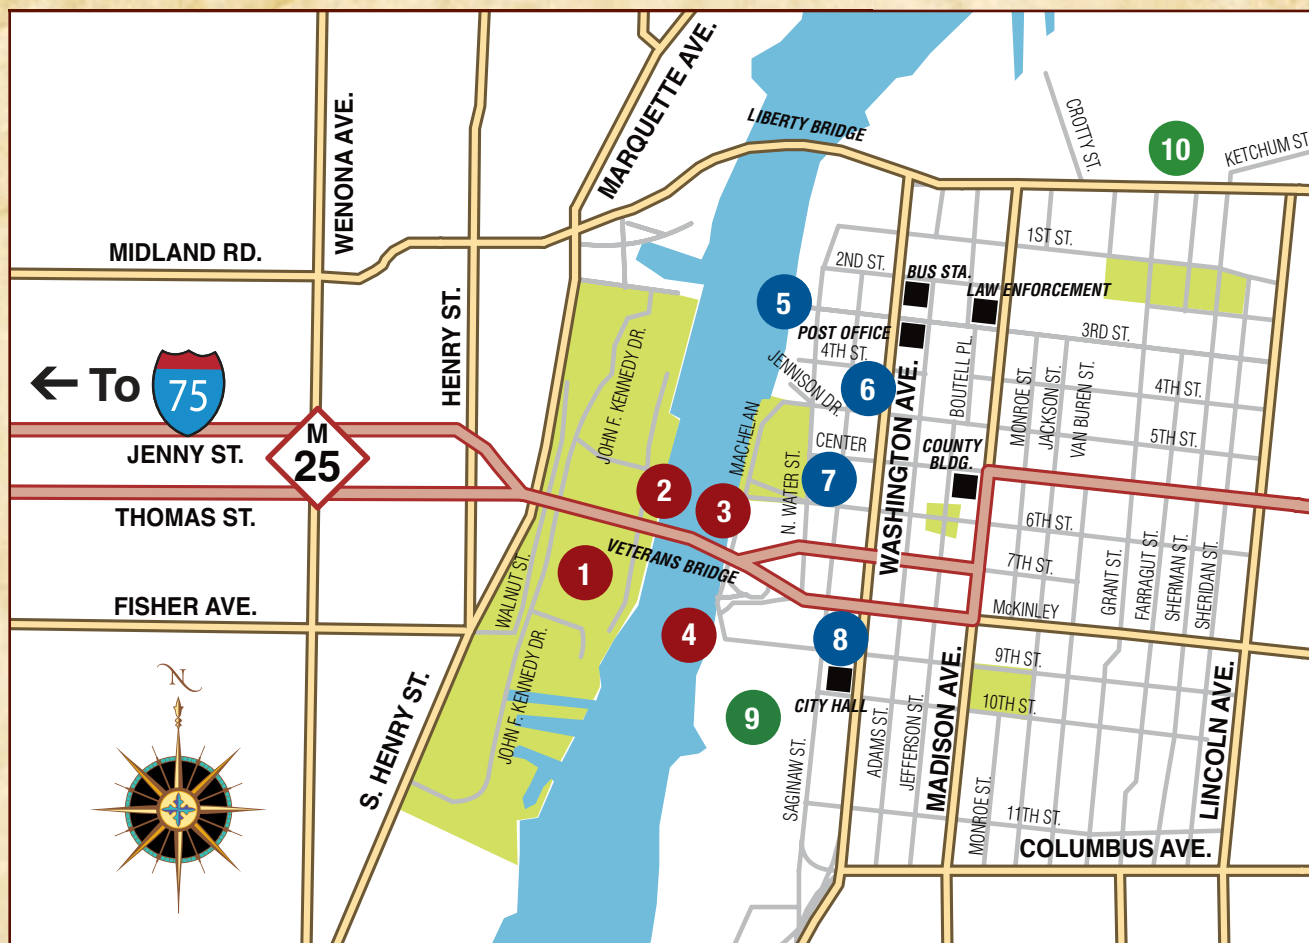 MARQUETTE AVE.
WENONA AVE.
LIBERTY BRIDGE
CROTTY ST.
10
KETCHUM ST.
MIDLAND RD.
1ST ST.
2ND ST.
BUS STA.
LAW ENFORCEMENT
5
POST OFFICE
3RD ST.
HENRY ST.
JOHN F. KENNEDY DR.
4TH ST.
JENNISON DR.
6
WASHINGTON AVE.
BOUTELL PL.
MONROE ST.
JACKSON ST.
VAN BUREN ST.
4TH ST.
← To
75
JENNY ST.
M
25
MACHELAN
CENTER
COUNTY
BLDG.
5TH ST.
2
3
N. WATER ST.
7
THOMAS ST.
6TH ST.
VETERANS BRIDGE
1
WALNUT ST.
7TH ST.
GRANT ST.
FARRAGUT ST.
SHERMAN ST.
SHERIDAN ST.
FISHER AVE.
McKINLEY
4
8
9TH ST.
N
S. HENRY ST.
JOHN F. KENNEDY DR.
CITY HALL
10TH ST.
9
SAGINAW ST.
ADAMS ST.
JEFFERSON ST.
MADISON AVE.
MONROE ST.
LINCOLN AVE.
11TH ST.
COLUMBUS AVE.